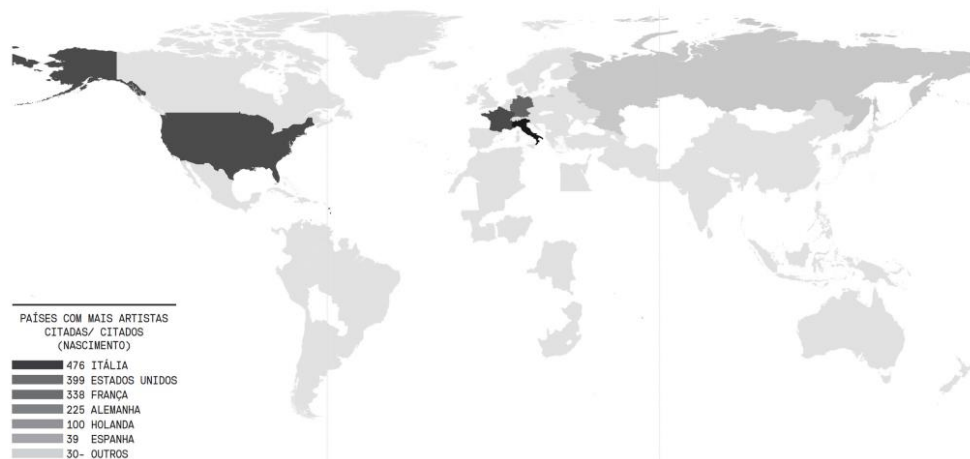 PAÍSES COM MAIS ARTISTAS
CITADAS/ CITADOS
(NASCIMENTO)
476 ITÁLIA
399 ESTADOS UNIDOS
338 FRANÇA
225 ALEMANHA
100 HOLANDA
39 ESPANHA
30- OUTROS